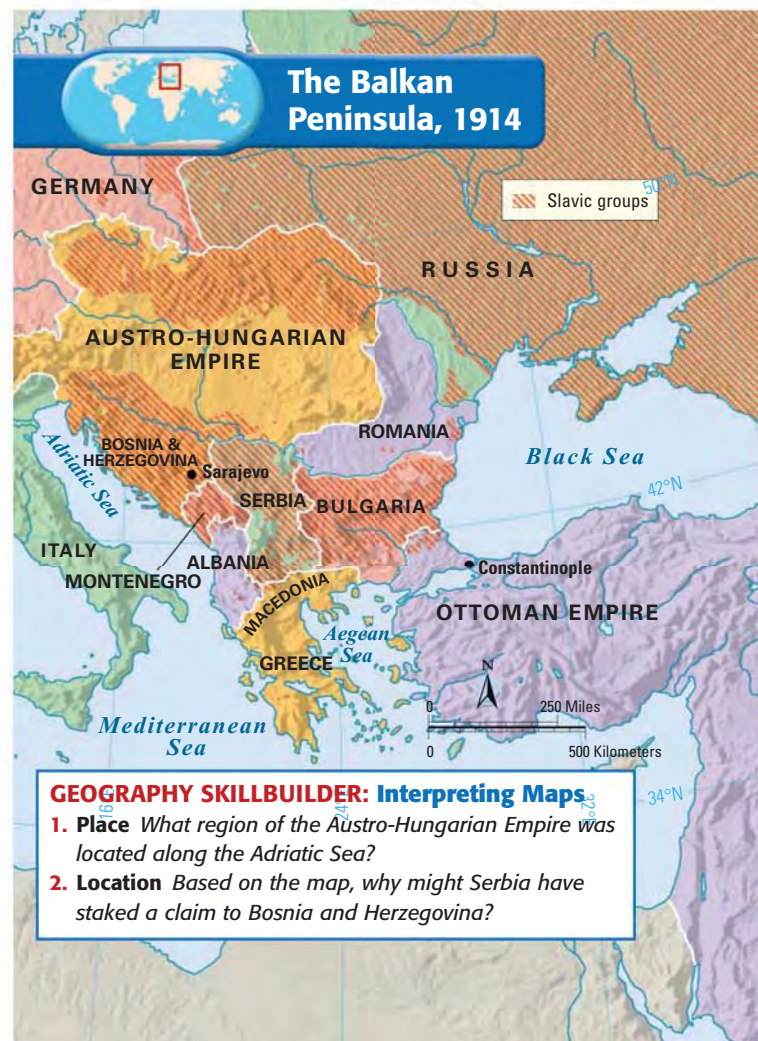 The Balkan
Peninsula, 1914
GERMANY
50°N
Slavic groups
RUSSIA
AUSTRO-HUNGARIAN
EMPIRE
ROMANIA
Black Sea
Adriatic Sea
BOSNIA &
HERZEGOVINA
Sarajevo
SERBIA
BULGARIA
42°N
ITALY
MONTENEGRO
ALBANIA
MACEDONIA
Constantinople
OTTOMAN EMPIRE
Aegean
Sea
GREECE
N
0 250 Miles
0 500 Kilometers
Mediterranean
Sea
GEOGRAPHY SKILLBUILDER: Interpreting Maps
1. Place What region of the Austro-Hungarian Empire was
located along the Adriatic Sea?
2. Location Based on the map, why might Serbia have
staked a claim to Bosnia and Herzegovina?
32°E
34°N